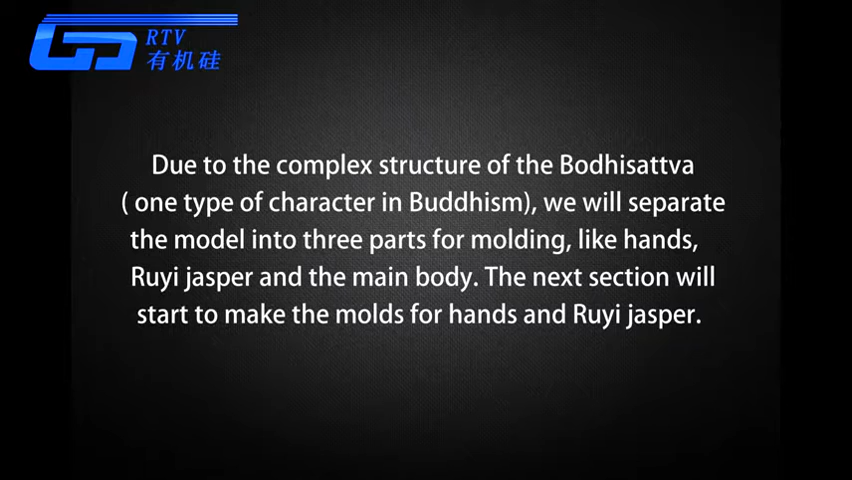 RTV
有机硅
Due to the complex structure of the Bodhisattva
( one type of character in Buddhism), we will separate
the model into three parts for molding, like hands,
Ruyi jasper and the main body. The next section will
start to make the molds for hands and Ruyi jasper.